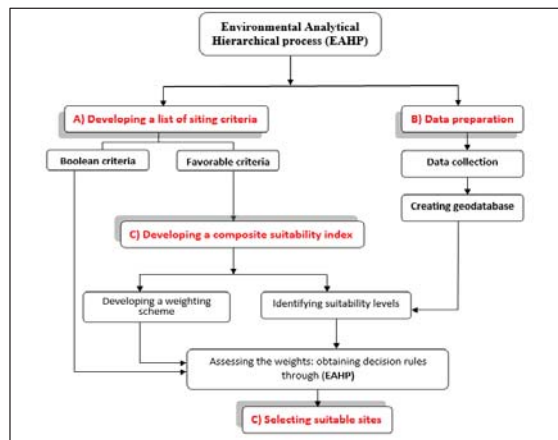 Environmental Analytical
Hierarchical process (EAHP)
A) Developing a list of siting criteria
B) Data preparation
Boolean criteria
Favorable criteria
Data collection
Creating geodatabase
C) Developing a composite suitability index
Developing a weighting
scheme
Identifying suitability levels
Assessing the weights: obtaining decision rules
through (EAHP)
C) Selecting suitable sites